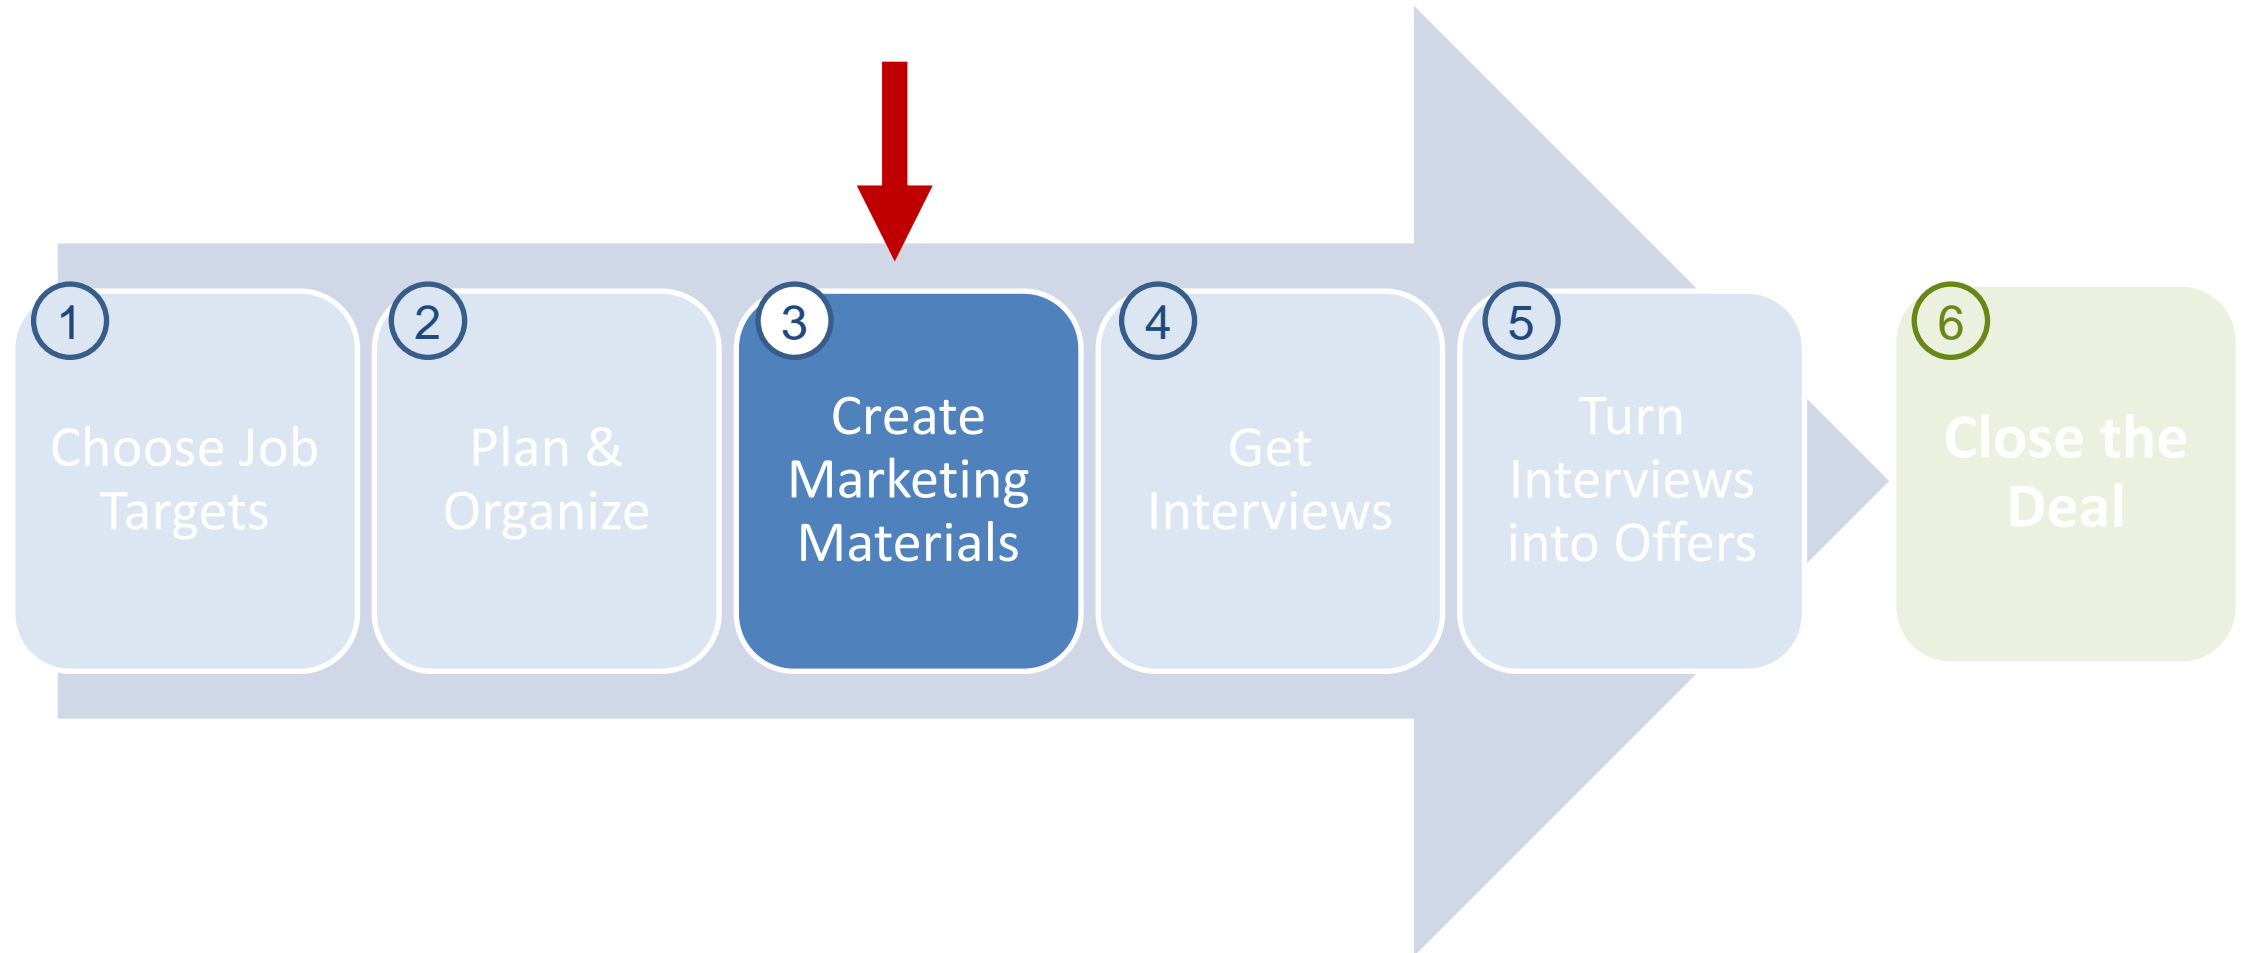 1
Choose Job
Targets
2
Plan &
Organize
3
Create
Marketing
Materials
4
Get
Interviews
5
Turn
Interviews
into Offers
6
Close the
Deal